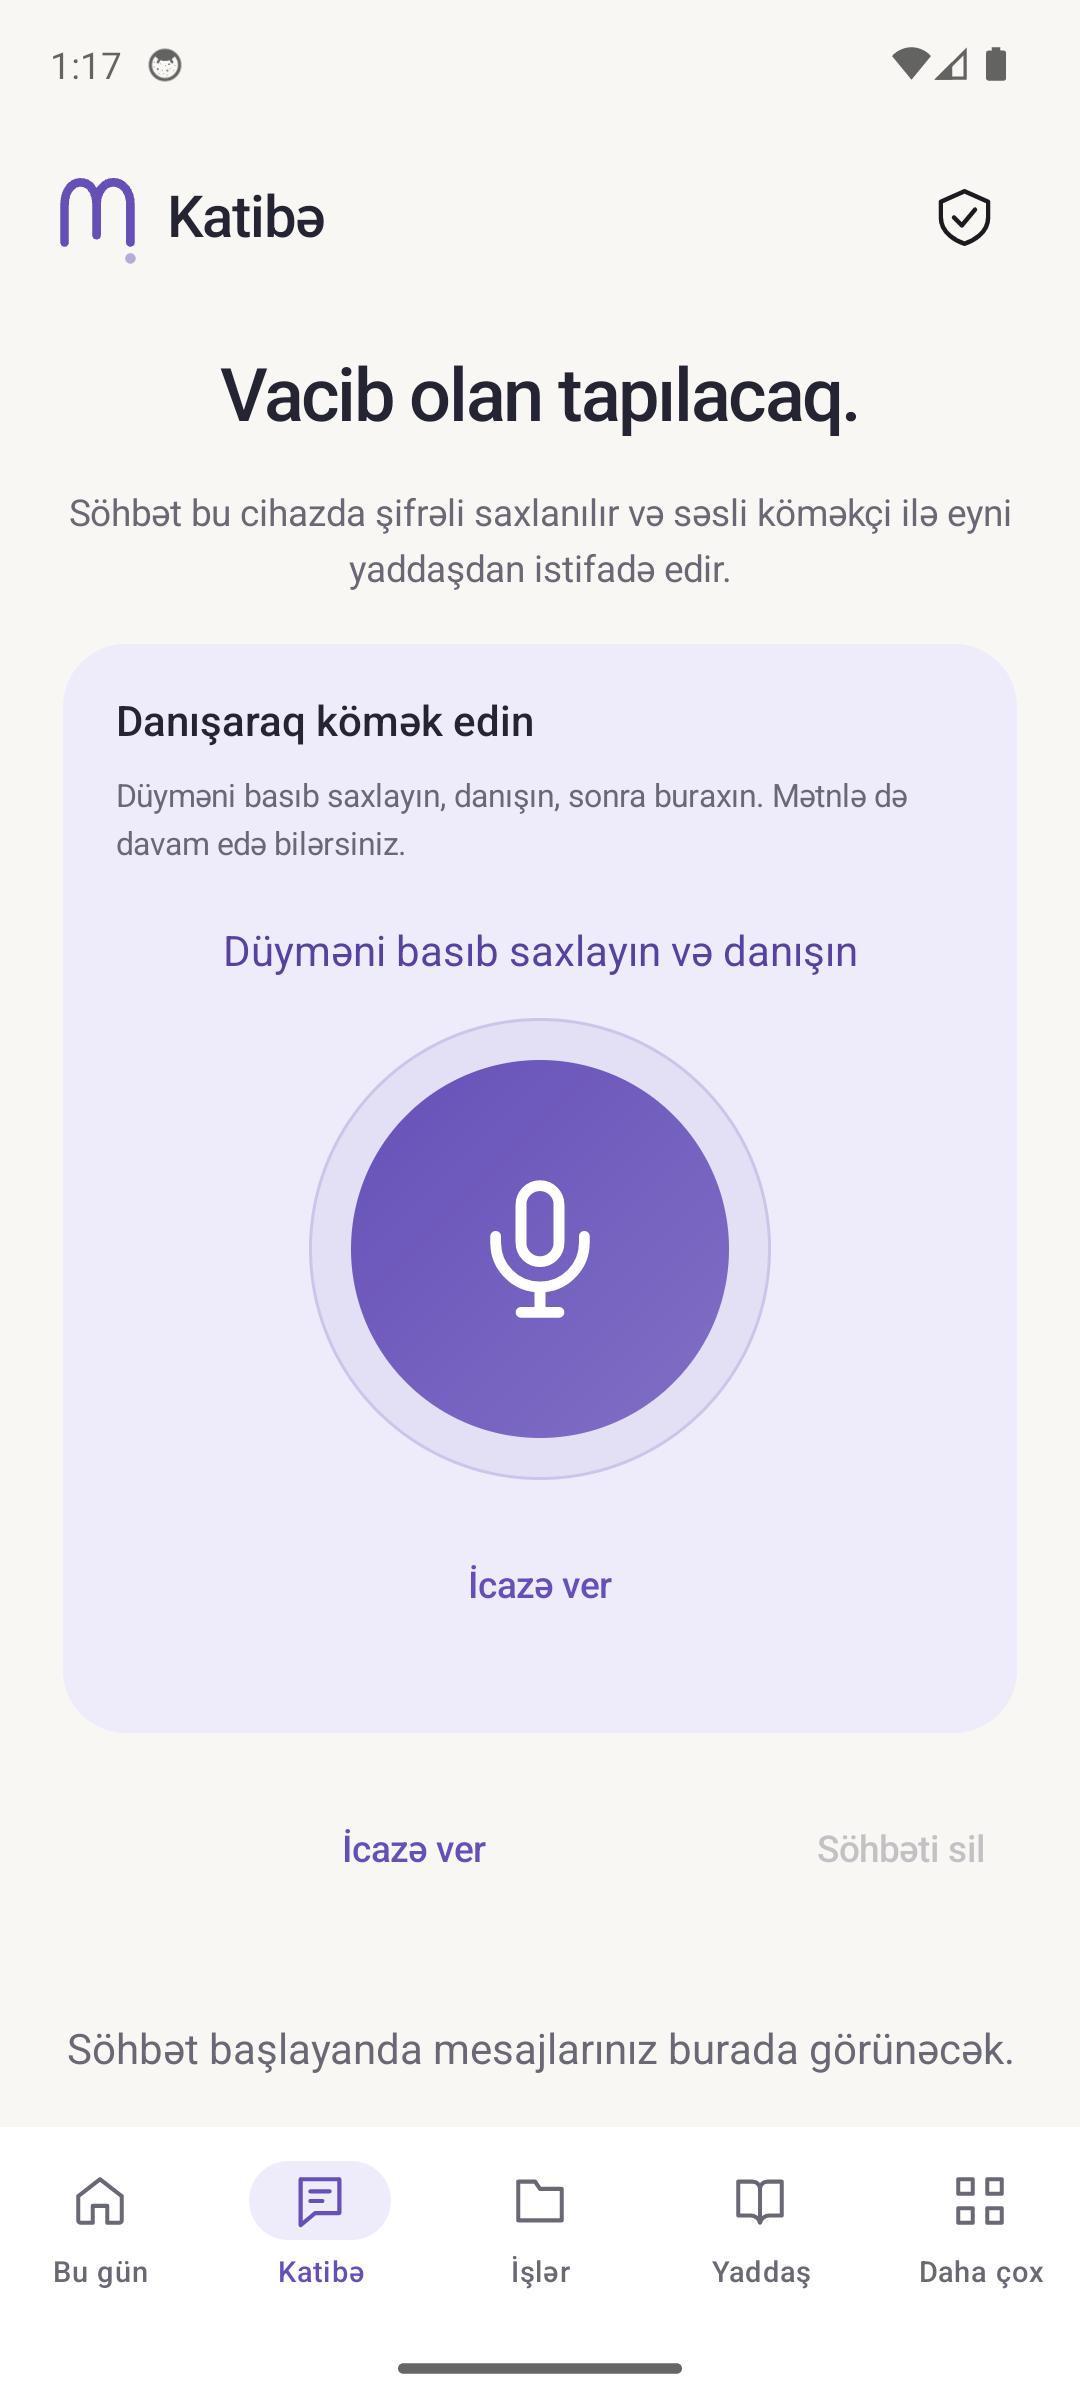 1:17
Katibə
Vacib olan tapılacaq.
Söhbət bu cihazda şifrəli saxlanılır və səsli köməkçi ilə eyni
yaddaşdan istifadə edir.
Danışaraq kömək edin
Düyməni basıb saxlayın, danışın, sonra buraxın. Mətnlə də
davam edə bilərsiniz.
Düyməni basıb saxlayın və danışın
İcazə ver
İcazə ver
Söhbəti sil
Söhbət başlayanda mesajlarınız burada görünəcək.
Bu gün
Katibə
İşlər
Yaddaş
Daha çox